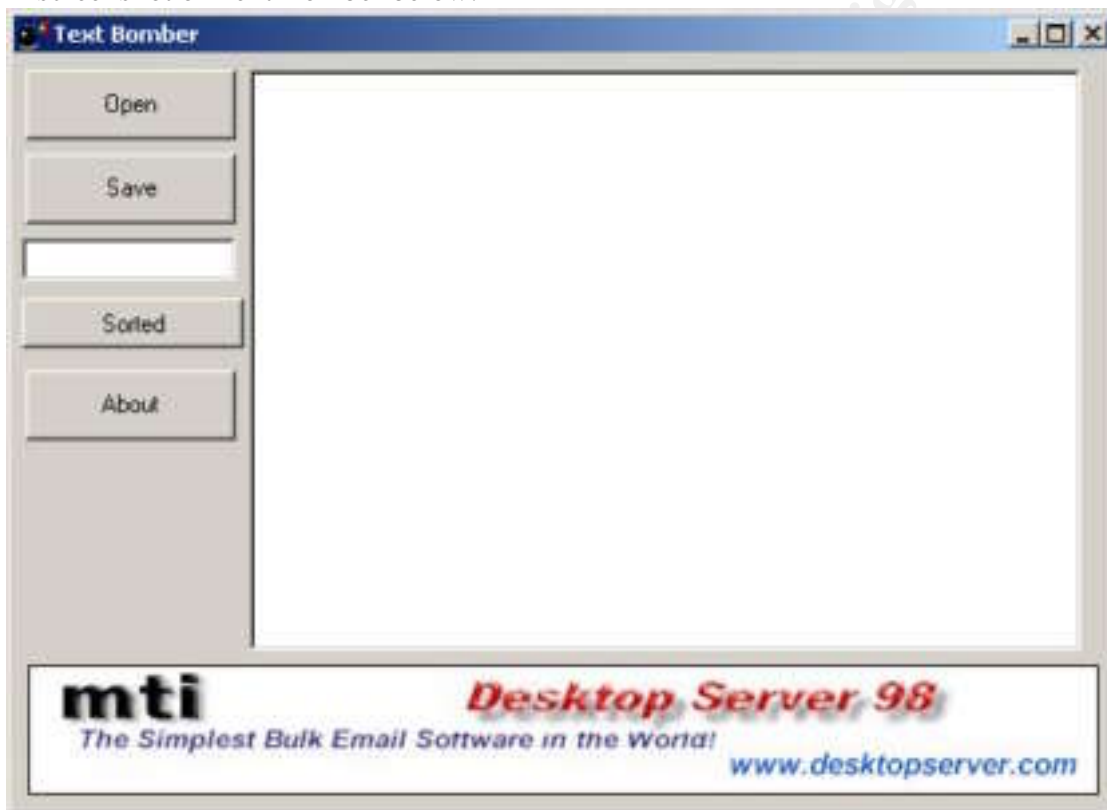 Text Bomber
Open
Save
Sorted
About
mti
Desktop Server 98
The Simplest Bulk Email Software in the World!
www.desktopserver.com